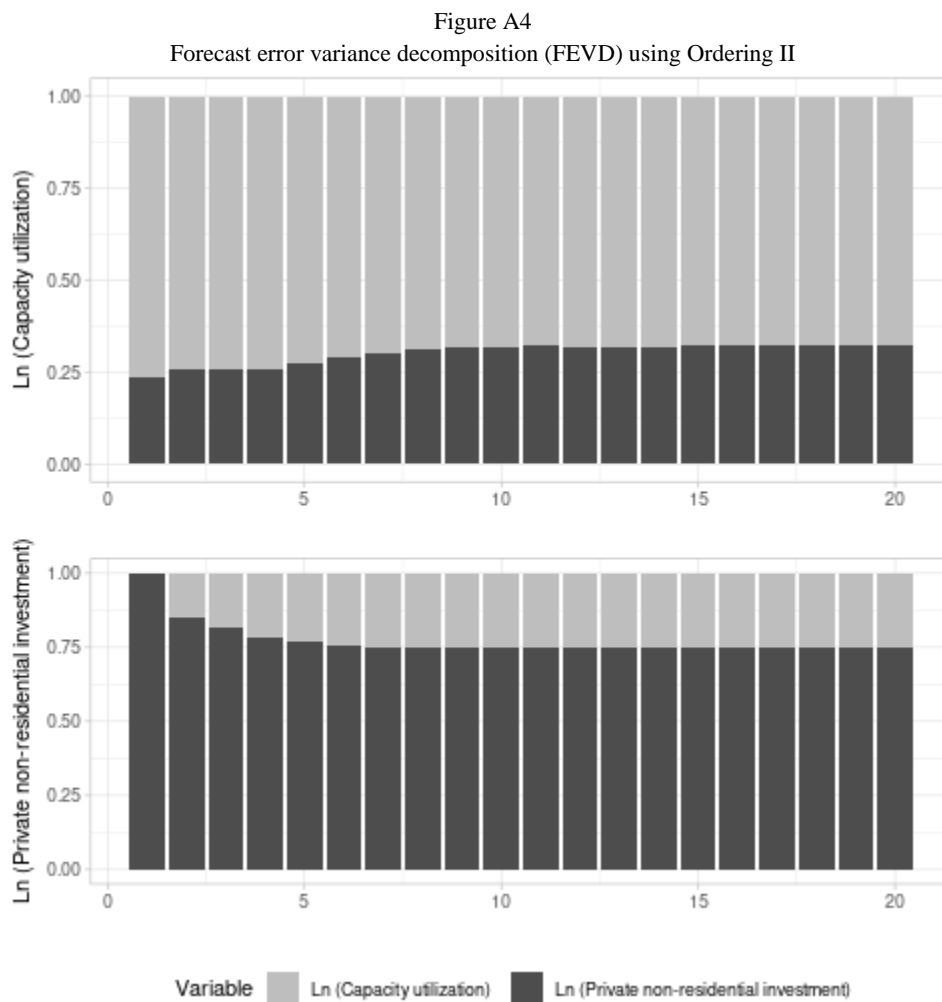 Figure A4
Forecast error variance decomposition (FEVD) using Ordering II
Ln (Capacity utilization)
1.00
0.75
0.50
0.25
0.00
0 5 10 15 20
Ln (Private non-residential investment)
1.00
0.75
0.50
0.25
0.00
0 5 10 15 20
Variable Ln (Capacity utilization) Ln (Private non-residential investment)